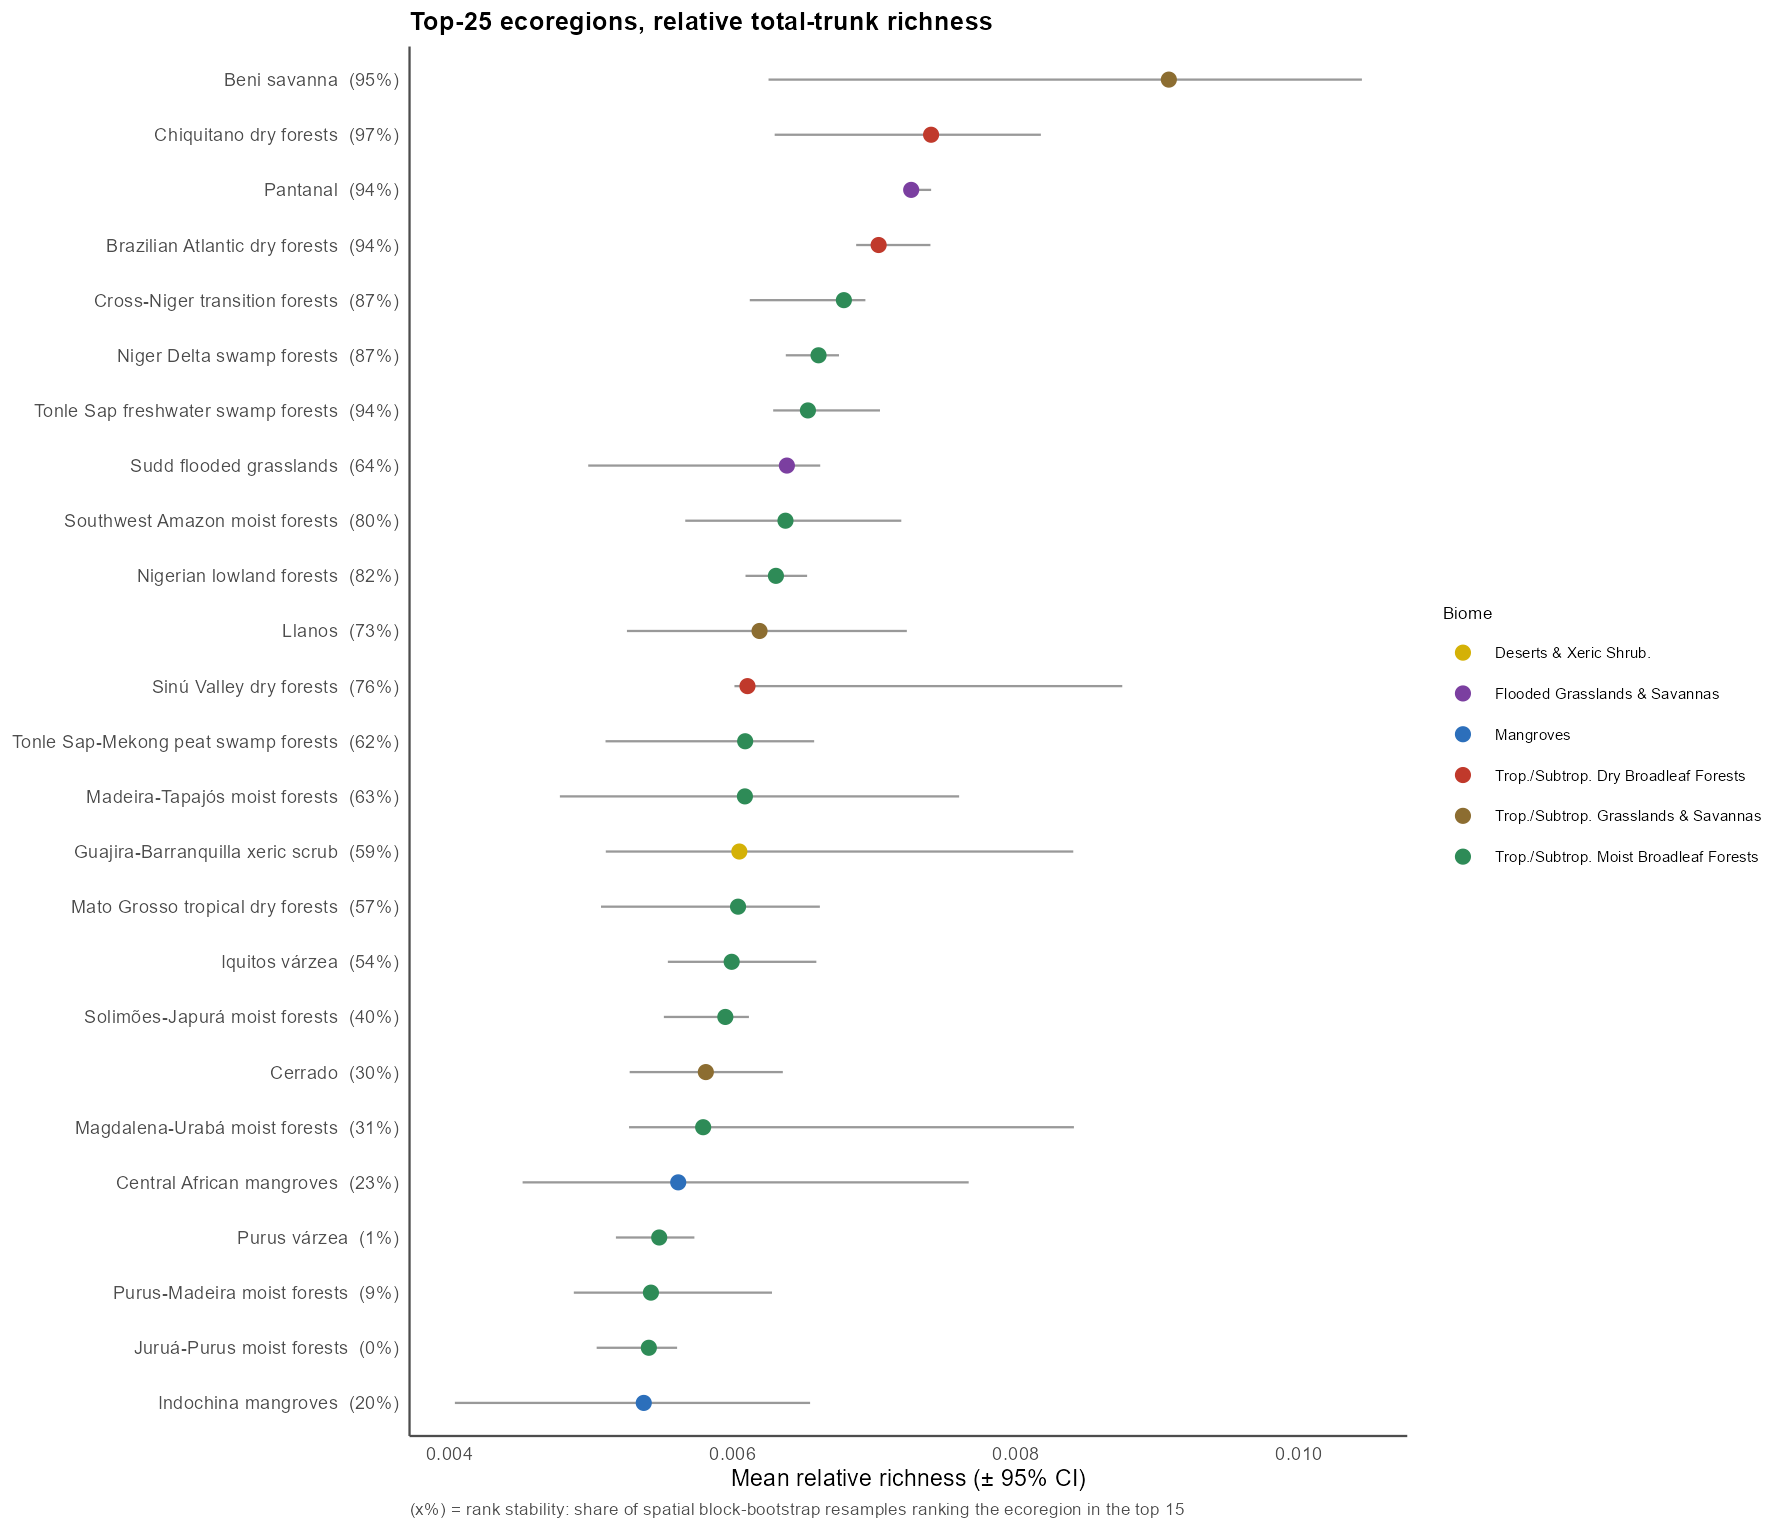 Top-25 ecoregions, relative total-trunk richness
Beni savanna (95%)
Chiquitano dry forests (97%)
Pantanal (94%)
Brazilian Atlantic dry forests (94%)
Cross-Niger transition forests (87%)
Niger Delta swamp forests (87%)
Tonle Sap freshwater swamp forests (94%)
Sudd flooded grasslands (64%)
Southwest Amazon moist forests (80%)
Nigerian lowland forests (82%)
Llanos (73%)
Sinú Valley dry forests (76%)
Tonle Sap-Mekong peat swamp forests (62%)
Madeira-Tapajós moist forests (63%)
Guajira-Barranquilla xeric scrub (59%)
Mato Grosso tropical dry forests (57%)
Iquitos várzea (54%)
Solimões-Japurá moist forests (40%)
Cerrado (30%)
Magdalena-Urabá moist forests (31%)
Central African mangroves (23%)
Purus várzea (1%)
Purus-Madeira moist forests (9%)
Juruá-Purus moist forests (0%)
Indochina mangroves (20%)
0.004 0.006 0.008 0.010
Mean relative richness (± 95% CI)
(x%) = rank stability: share of spatial block-bootstrap resamples ranking the ecoregion in the top 15
Biome
Deserts & Xeric Shrub.
Flooded Grasslands & Savannas
Mangroves
Trop./Subtrop. Dry Broadleaf Forests
Trop./Subtrop. Grasslands & Savannas
Trop./Subtrop. Moist Broadleaf Forests